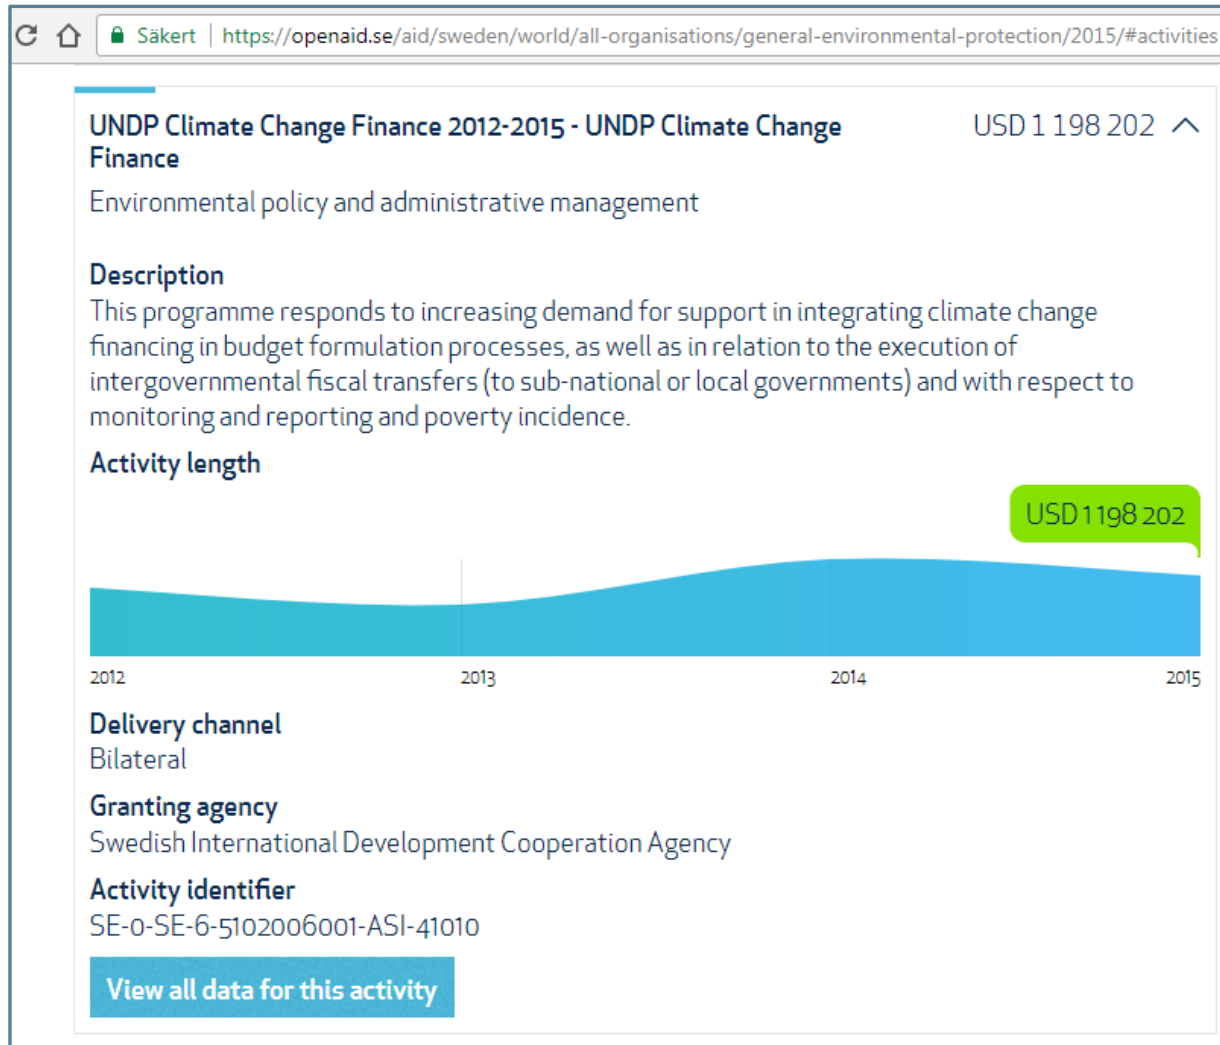 Säkert | https://openaid.se/aid/sweden/world/all-organisations/general-environmental-protection/2015/#activities
UNDP Climate Change Finance 2012-2015 - UNDP Climate Change
Finance
USD 1 198 202
Environmental policy and administrative management
Description
This programme responds to increasing demand for support in integrating climate change
financing in budget formulation processes, as well as in relation to the execution of
intergovernmental fiscal transfers (to sub-national or local governments) and with respect to
monitoring and reporting and poverty incidence.
Activity length
USD 1 198 202
2012 2013 2014 2015
Delivery channel
Bilateral
Granting agency
Swedish International Development Cooperation Agency
Activity identifier
SE-0-SE-6-5102006001-ASI-41010
View all data for this activity